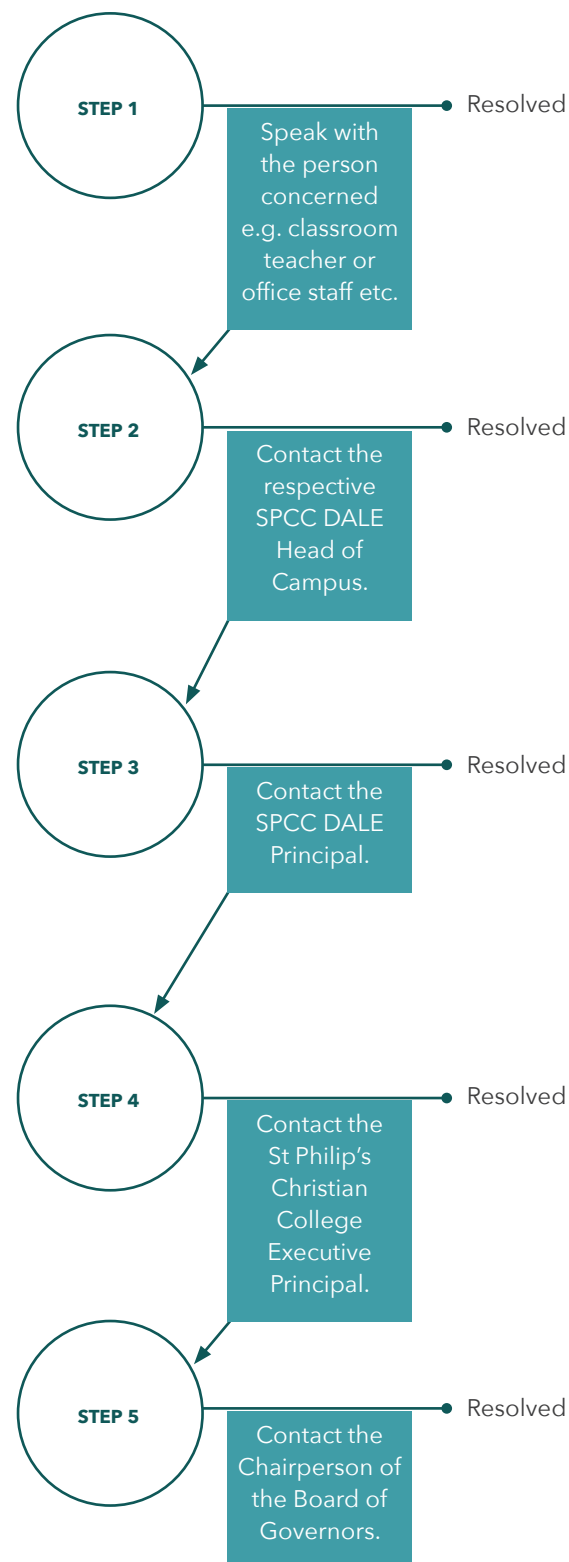 STEP 1
Resolved
Speak with
the person
concerned
e.g. classroom
teacher or
office staff etc.
STEP 2
Resolved
Contact the
respective
SPCC DALE
Head of
Campus.
STEP 3
Resolved
Contact the
SPCC DALE
Principal.
STEP 4
Resolved
Contact the
St Philip’s
Christian
College
Executive
Principal.
STEP 5
Resolved
Contact the
Chairperson of
the Board of
Governors.